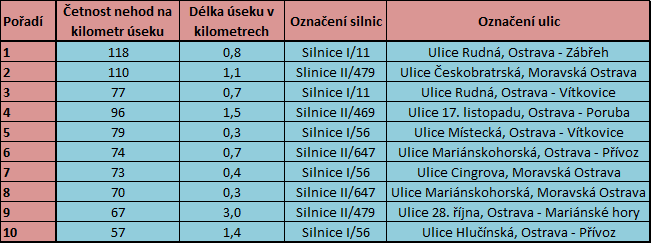 Pořadí Četnost nehod na kilometr úseku Délka úseku v kilometrech Označení silnic Označení ulic
1 118 0,8 Silnice I/11 Ulice Rudná, Ostrava - Zábřeh
2 110 1,1 Slinice II/479 Ulice Českobratrská, Moravská Ostrava
3 77 0,7 Silnice I/11 Ulice Rudná, Ostrava - Vítkovice
4 96 1,5 Silnice II/469 Ulice 17. listopadu, Ostrava - Poruba
5 79 0,3 Silnice I/56 Ulice Místecká, Ostrava - Vítkovice
6 74 0,7 Silnice II/647 Ulice Mariánskohorská, Ostrava - Přívoz
7 73 0,4 Silnice I/56 Ulice Cingrova, Moravská Ostrava
8 70 0,3 Silnice II/647 Ulice Mariánskohorská, Moravská Ostrava
9 67 3,0 Silnice II/479 Ulice 28. října, Ostrava - Mariánské hory
10 57 1,4 Silnice I/56 Ulice Hlučínská, Ostrava - Přívoz